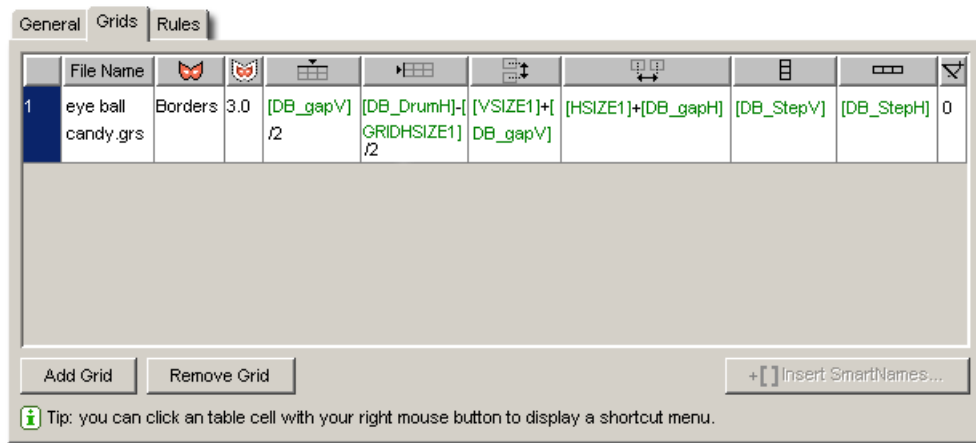 General Grids Rules
File Name
1 eye ball candy.grs Borders 3.0 [DB_gapV]/2 [DB_DrumH]-[GRIDHSIZE1]/2 [VSIZE1]+[DB_gapV] [HSIZE1]+[DB_gapH] [DB_StepV] [DB_StepH] 0
Add Grid Remove Grid +[ ] Insert SmartNames...
Tip: you can click an table cell with your right mouse button to display a shortcut menu.